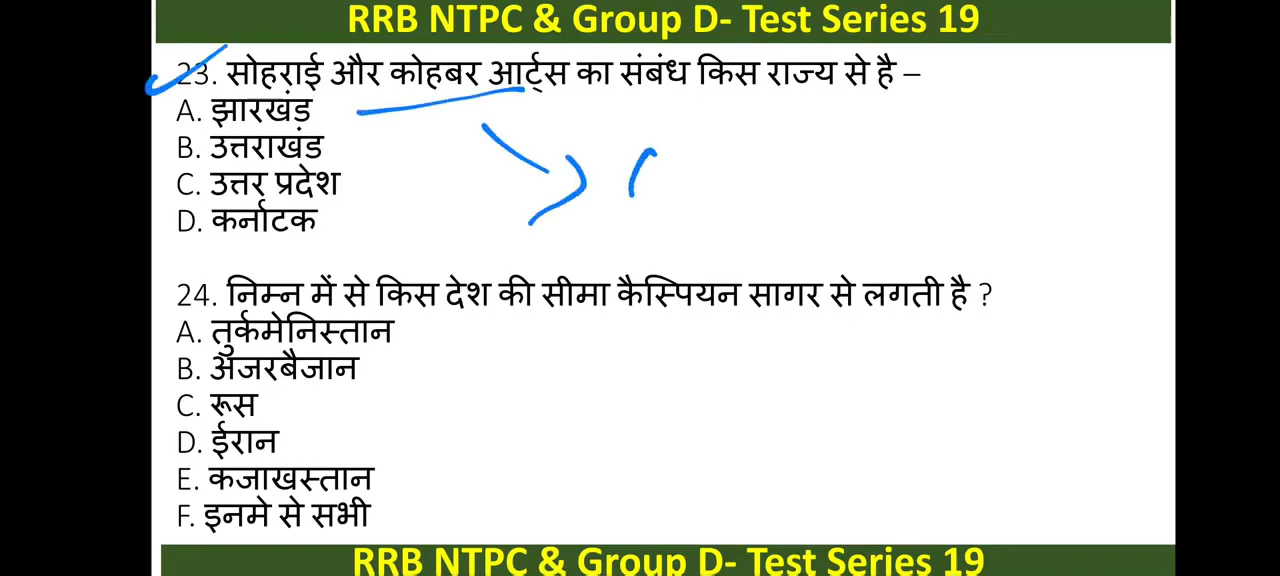 RRB NTPC & Group D- Test Series 19
23. सोहराई और कोहबर आर्ट्स का संबंध किस राज्य से है –
A. झारखंड
B. उत्तराखंड
C. उत्तर प्रदेश
D. कर्नाटक
24. निम्न में से किस देश की सीमा कैस्पियन सागर से लगती है ?
A. तुर्कमेनिस्तान
B. अजरबैजान
C. रूस
D. ईरान
E. कजाखस्तान
F. इनमे से सभी
RRB NTPC & Group D- Test Series 19